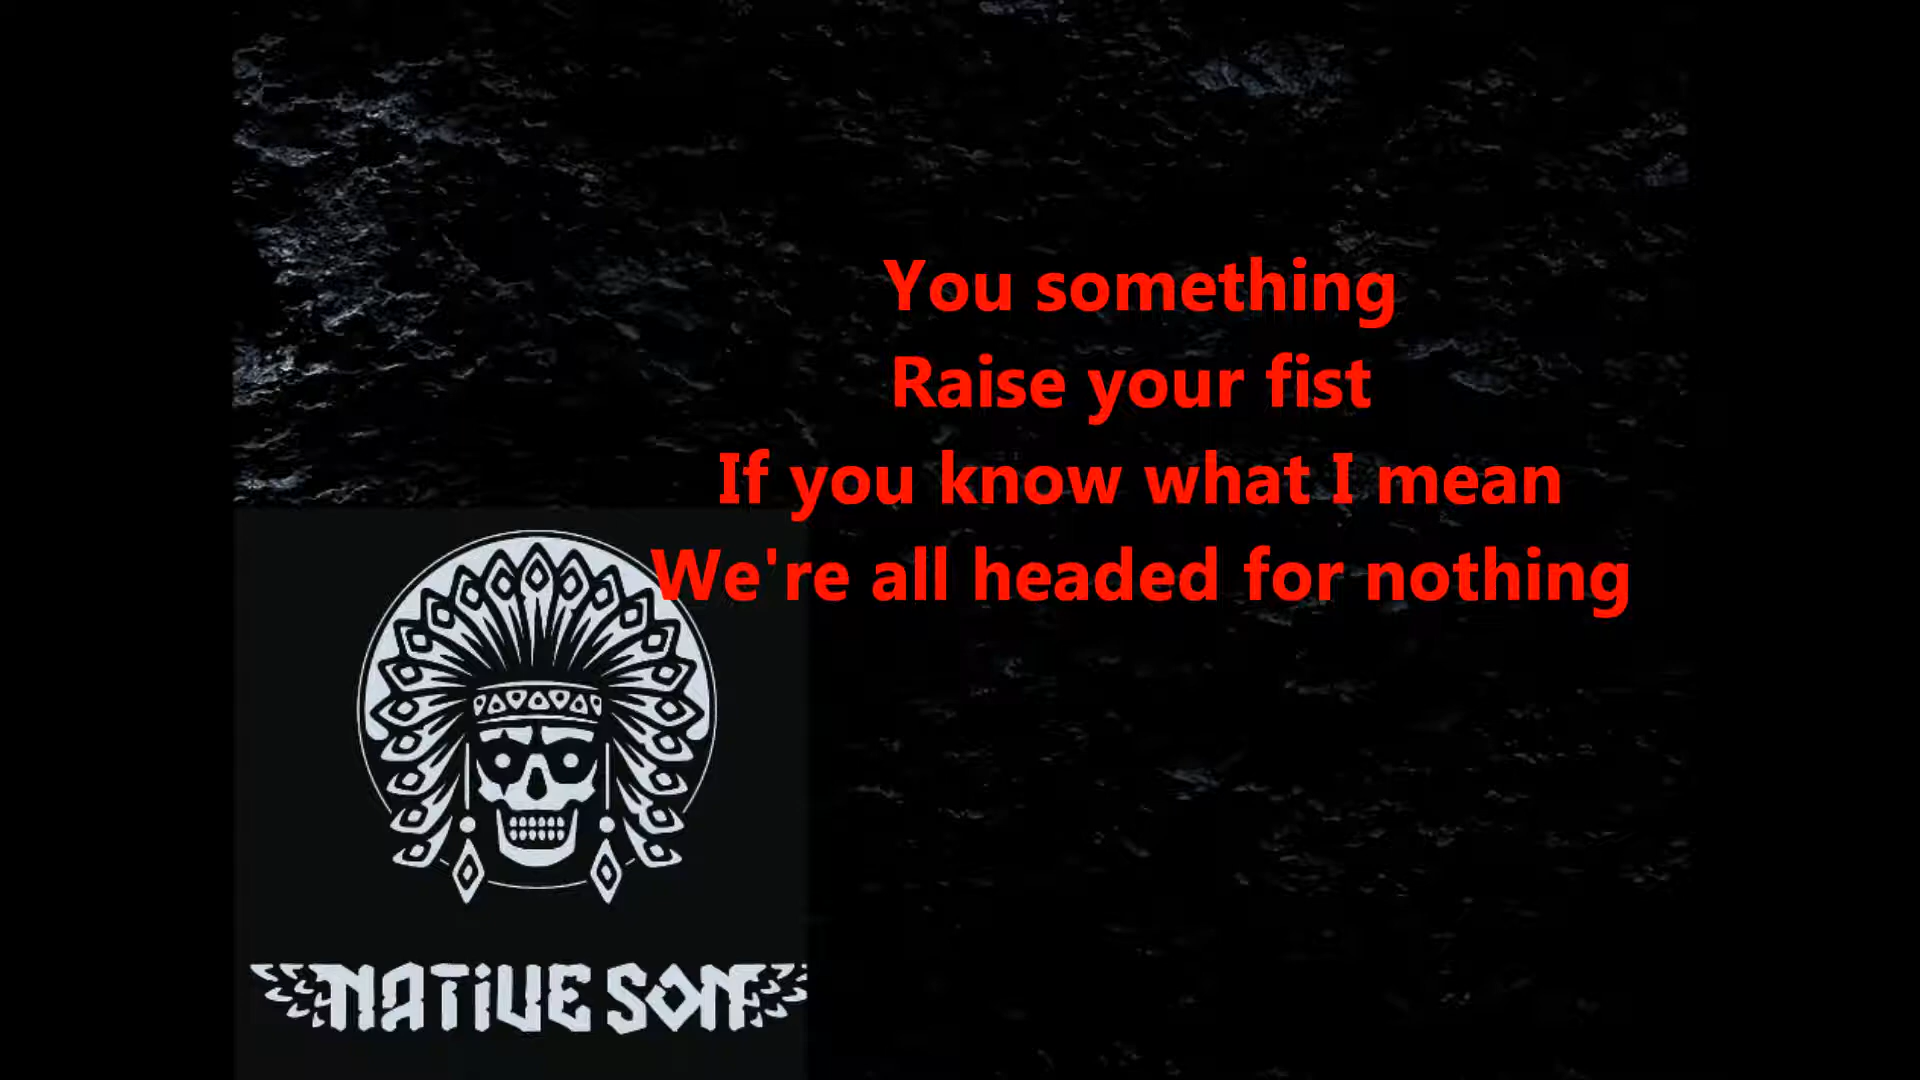 You something
Raise your fist
If you know what I mean
We're all headed for nothing
NATIVE SON